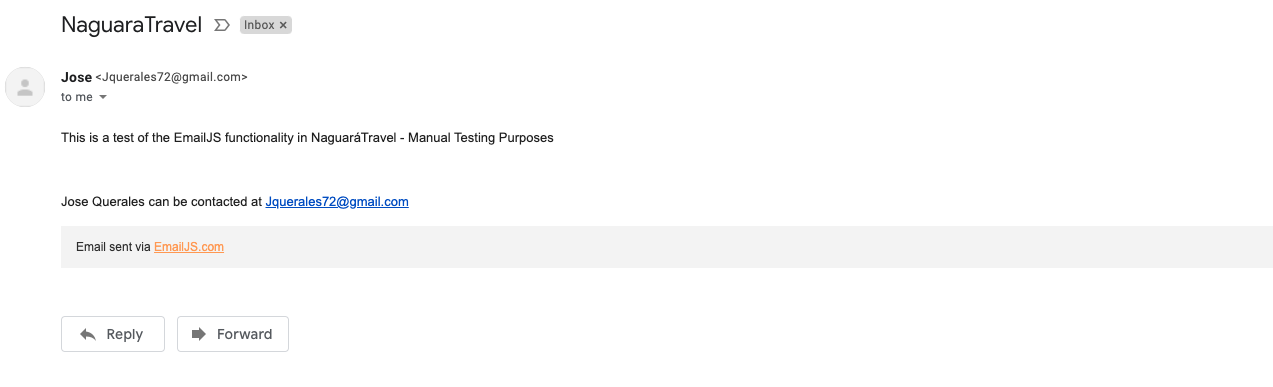 NaguaraTravel Inbox ×
Jose <Jquerales72@gmail.com>
to me
This is a test of the EmailJS functionality in NaguaráTravel - Manual Testing Purposes
Jose Querales can be contacted at Jquerales72@gmail.com
Email sent via EmailJS.com
Reply Forward